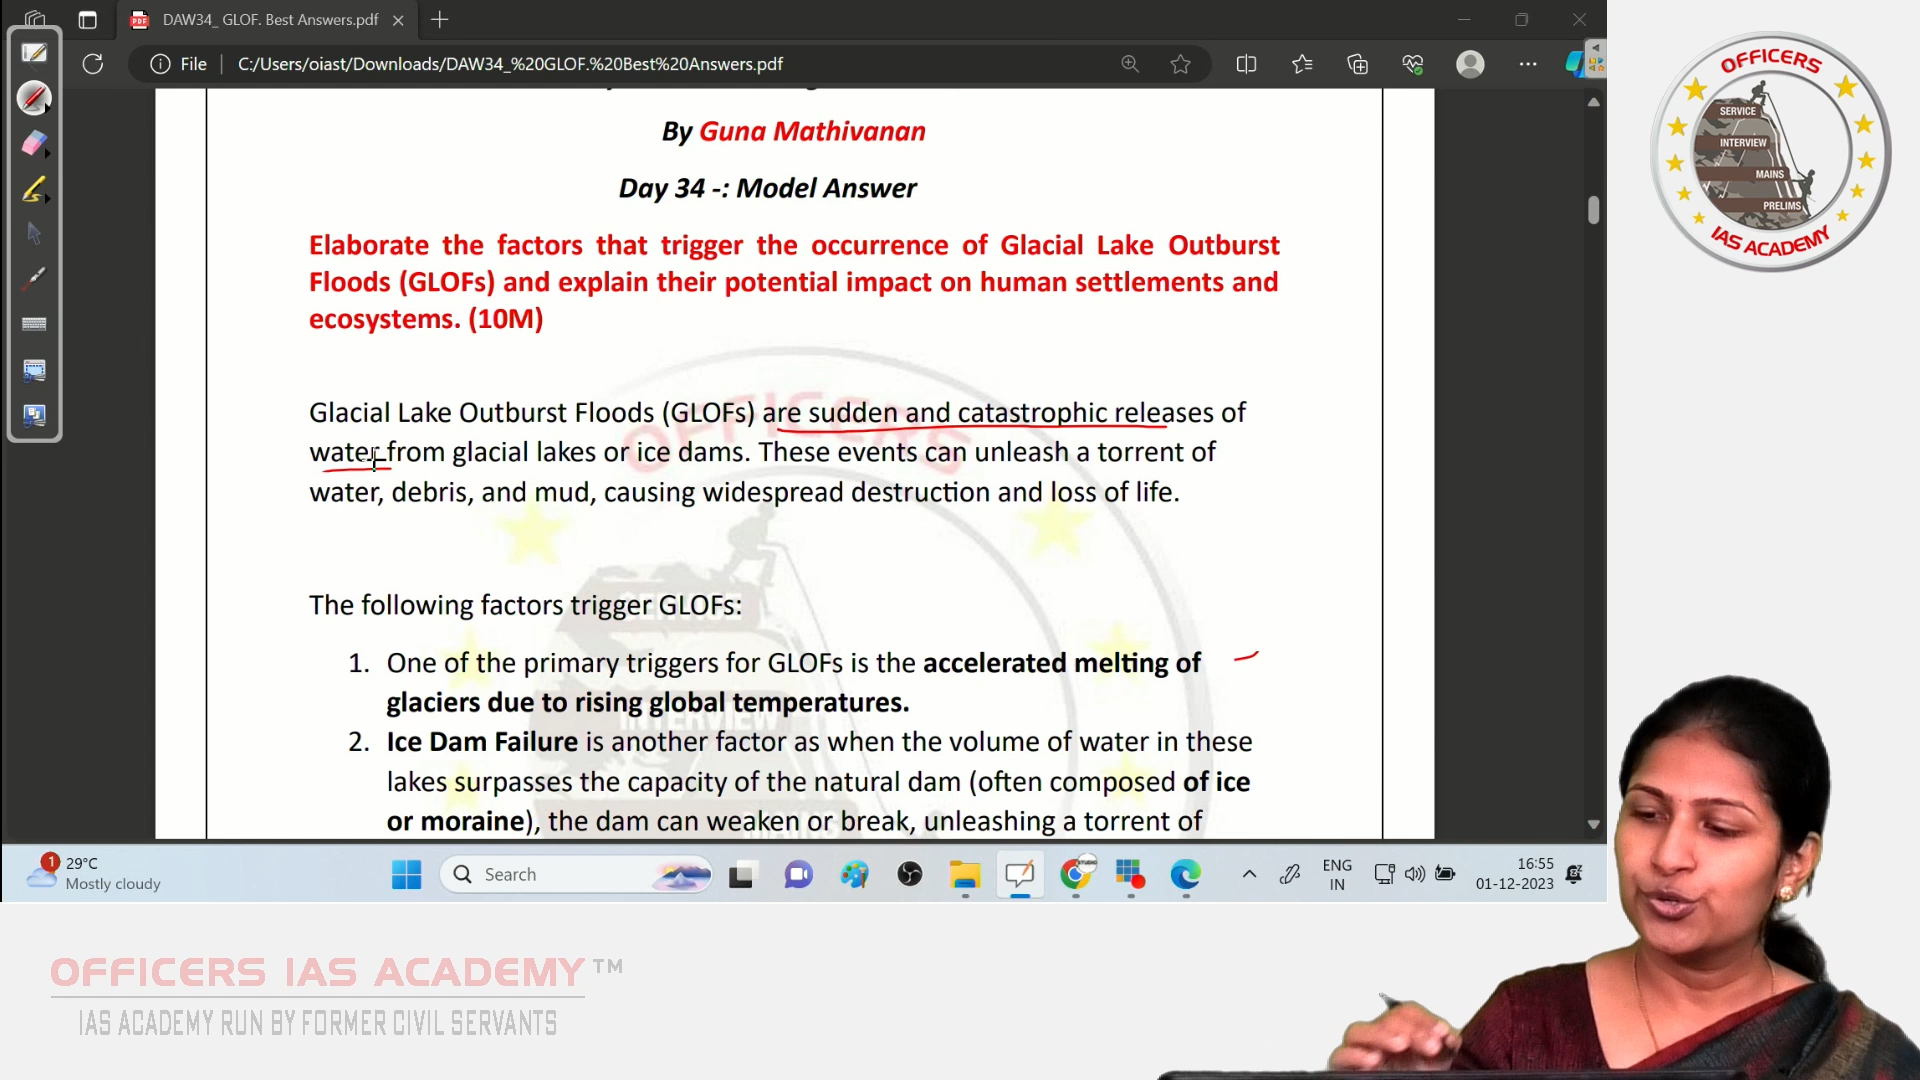 DAW34_ GLOF. Best Answers.pdf
File
C:/Users/oiast/Downloads/DAW34_%20GLOF.%20Best%20Answers.pdf
By Guna Mathivanan
Day 34 -: Model Answer
Elaborate the factors that trigger the occurrence of Glacial Lake Outburst
Floods (GLOFs) and explain their potential impact on human settlements and
ecosystems. (10M)
Glacial Lake Outburst Floods (GLOFs) are sudden and catastrophic releases of
water from glacial lakes or ice dams. These events can unleash a torrent of
water, debris, and mud, causing widespread destruction and loss of life.
The following factors trigger GLOFs:
1. One of the primary triggers for GLOFs is the accelerated melting of
glaciers due to rising global temperatures.
2. Ice Dam Failure is another factor as when the volume of water in these
lakes surpasses the capacity of the natural dam (often composed of ice
or moraine), the dam can weaken or break, unleashing a torrent of
OFFICERS
SERVICE
INTERVIEW
MAINS
PRELIMS
IAS ACADEMY
OFFICERS
INTERVIEW
1
29°C
Mostly cloudy
Search
ENG
IN
16:55
01-12-2023
OFFICERS IAS ACADEMY™
IAS ACADEMY RUN BY FORMER CIVIL SERVANTS